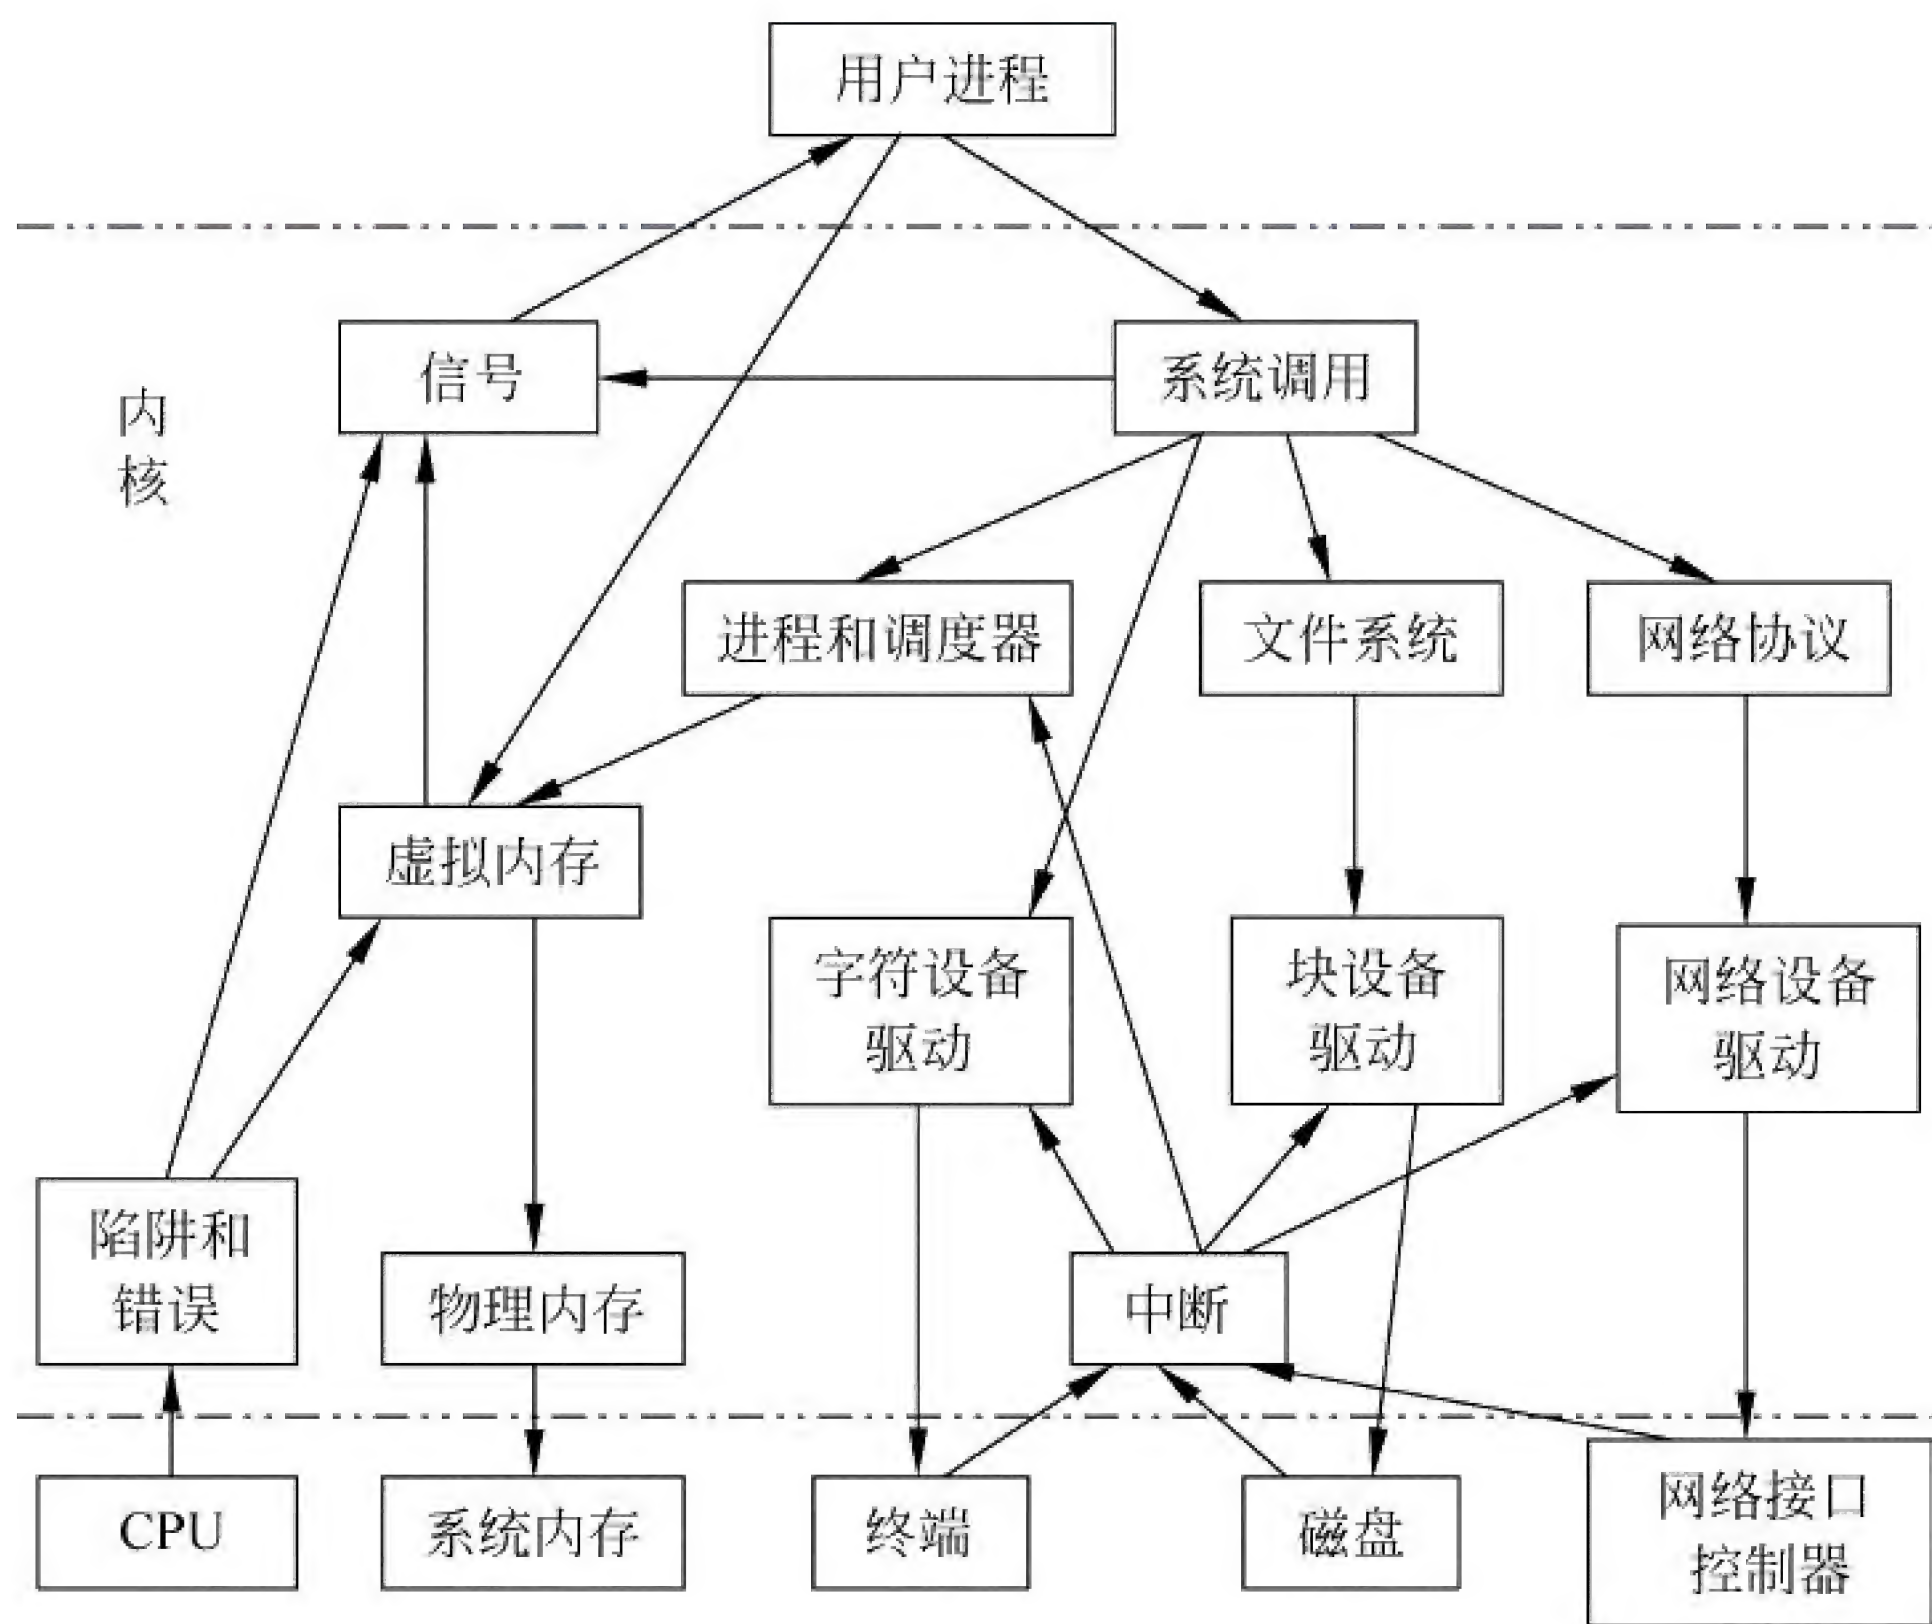 用户进程
信号
系统调用
内
核
进程和调度器
文件系统
网络协议
虚拟内存
字符设备
驱动
块设备
驱动
网络设备
驱动
陷阱和
错误
物理内存
中断
CPU
系统内存
终端
磁盘
网络接口
控制器